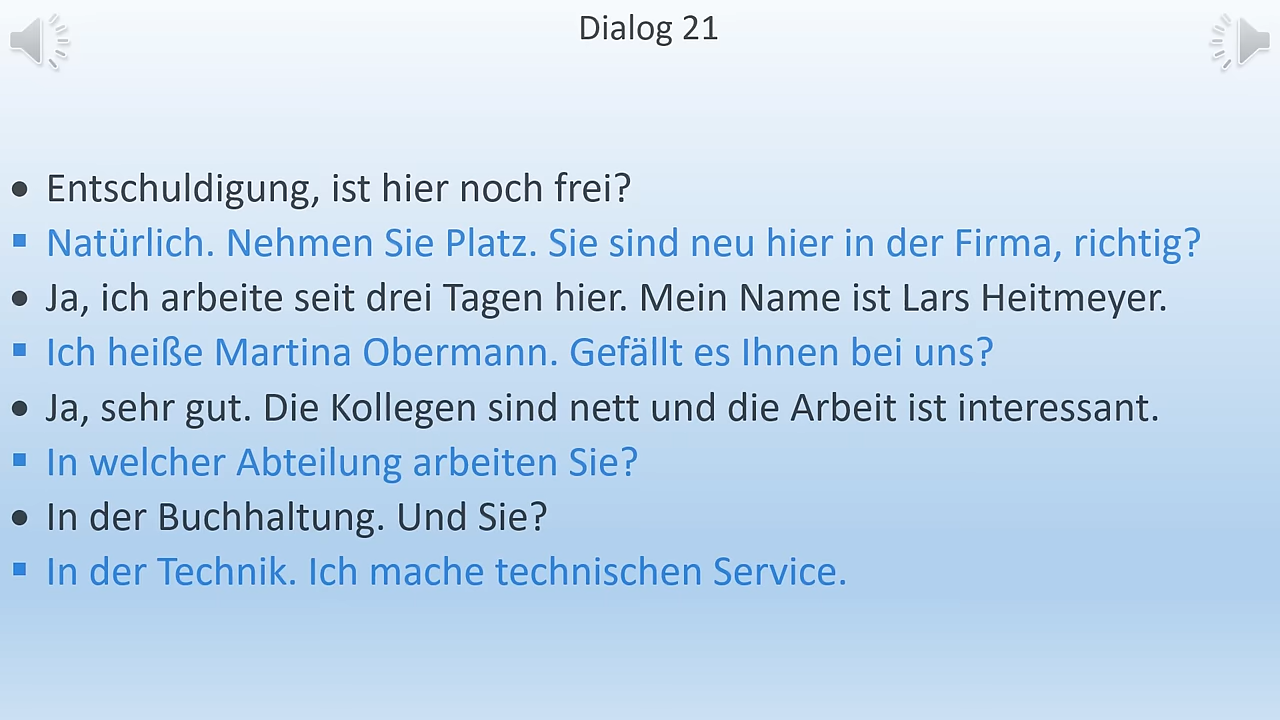 Dialog 21
• Entschuldigung, ist hier noch frei?
▪ Natürlich. Nehmen Sie Platz. Sie sind neu hier in der Firma, richtig?
• Ja, ich arbeite seit drei Tagen hier. Mein Name ist Lars Heitmeyer.
▪ Ich heiße Martina Obermann. Gefällt es Ihnen bei uns?
• Ja, sehr gut. Die Kollegen sind nett und die Arbeit ist interessant.
▪ In welcher Abteilung arbeiten Sie?
• In der Buchhaltung. Und Sie?
▪ In der Technik. Ich mache technischen Service.